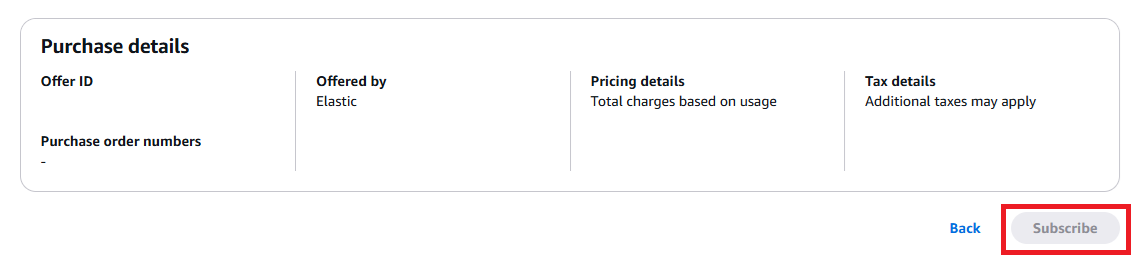 Purchase details
Offer ID
Purchase order numbers
-
Offered by
Elastic
Pricing details
Total charges based on usage
Tax details
Additional taxes may apply
Back
Subscribe